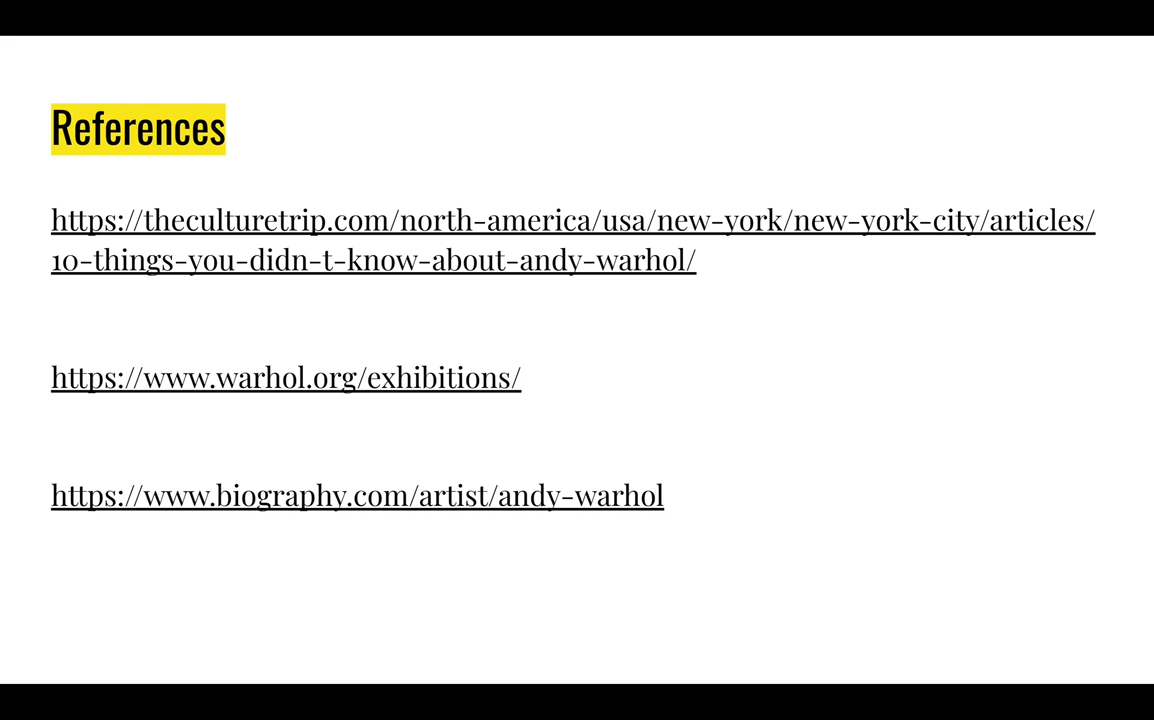 References
https://theculturetrip.com/north-america/usa/new-york/new-york-city/articles/
10-things-you-didn-t-know-about-andy-warhol/
https://www.warhol.org/exhibitions/
https://www.biography.com/artist/andy-warhol